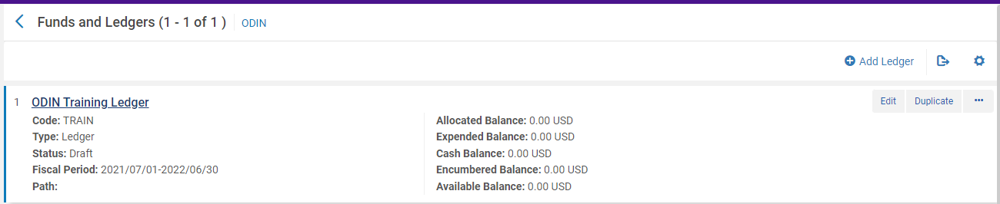 Funds and Ledgers (1 - 1 of 1 ) ODIN
Add Ledger
1 ODIN Training Ledger Edit Duplicate ...
Code: TRAIN Allocated Balance: 0.00 USD
Type: Ledger Expended Balance: 0.00 USD
Status: Draft Cash Balance: 0.00 USD
Fiscal Period: 2021/07/01-2022/06/30 Encumbered Balance: 0.00 USD
Path: Available Balance: 0.00 USD